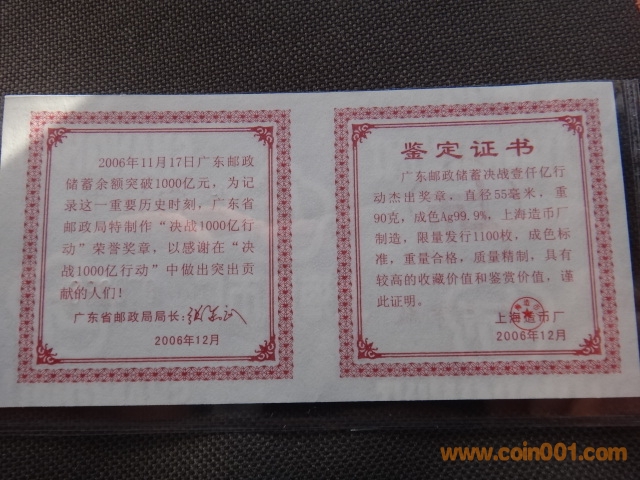 2006年11月17日广东邮政
储蓄余额突破1000亿元，为记
录这一重要历史时刻，广东省
邮政局特制作“决战1000亿行
动”荣誉奖章，以感谢在“决
战1000亿行动”中做出突出贡
献的人们！
广东省邮政局局长：
2006年12月
鉴定证书
广东邮政储蓄决战壹仟亿行
动杰出奖章，直径55毫米，重
90克，成色Ag99.9%，上海造币厂
制造，限量发行1100枚，成色标
准，重量合格，质量精制，具有
较高的收藏价值和鉴赏价值，谨
此证明。
上海造币厂
2006年12月
www.coin001.com